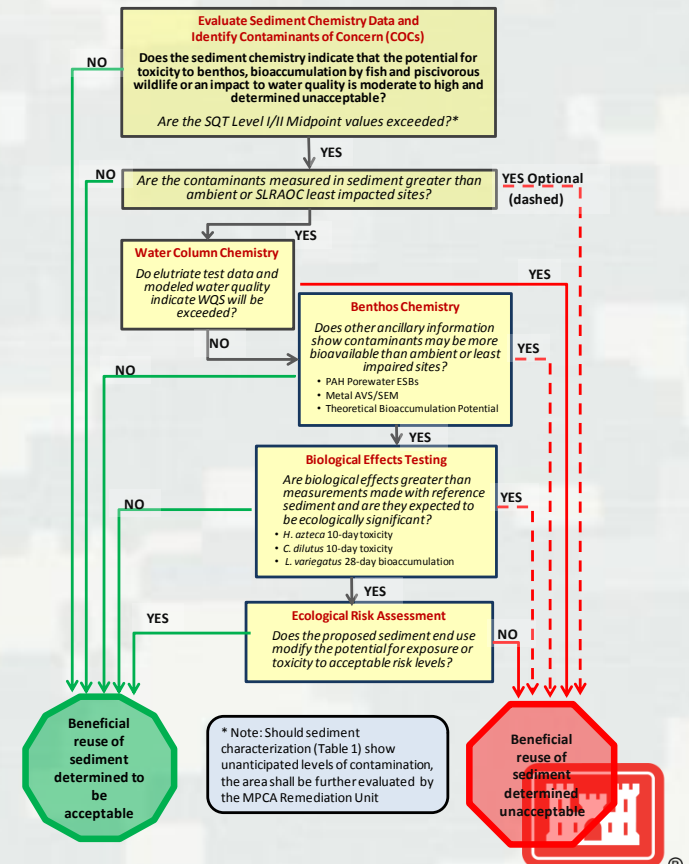 Evaluate Sediment Chemistry Data and
Identify Contaminants of Concern (COCs)
Does the sediment chemistry indicate that the potential for
toxicity to benthos, bioaccumulation by fish and piscivorous
wildlife or an impact to water quality is moderate to high and
determined unacceptable?
Are the SQT Level I/II Midpoint values exceeded?*
NO
YES
NO
Are the contaminants measured in sediment greater than
ambient or SLRAOC least impacted sites?
YES Optional
(dashed)
YES
Water Column Chemistry
Do elutriate test data and
modeled water quality
indicate WQS will be
exceeded?
YES
NO
Benthos Chemistry
Does other ancillary information
show contaminants may be more
bioavailable than ambient or least
impaired sites?
• PAH Porewater ESBs
• Metal AVS/SEM
• Theoretical Bioaccumulation Potential
YES
NO
YES
Biological Effects Testing
Are biological effects greater than
measurements made with reference
sediment and are they expected to
be ecologically significant?
• H. azteca 10-day toxicity
• C. dilutus 10-day toxicity
• L. variegatus 28-day bioaccumulation
YES
NO
YES
Ecological Risk Assessment
Does the proposed sediment end use
modify the potential for exposure or
toxicity to acceptable risk levels?
YES
NO
Beneficial
reuse of
sediment
determined to
be
acceptable
* Note: Should sediment
characterization (Table 1) show
unanticipated levels of contamination,
the area shall be further evaluated by
the MPCA Remediation Unit
Beneficial
reuse of
sediment
determined
unacceptable
®